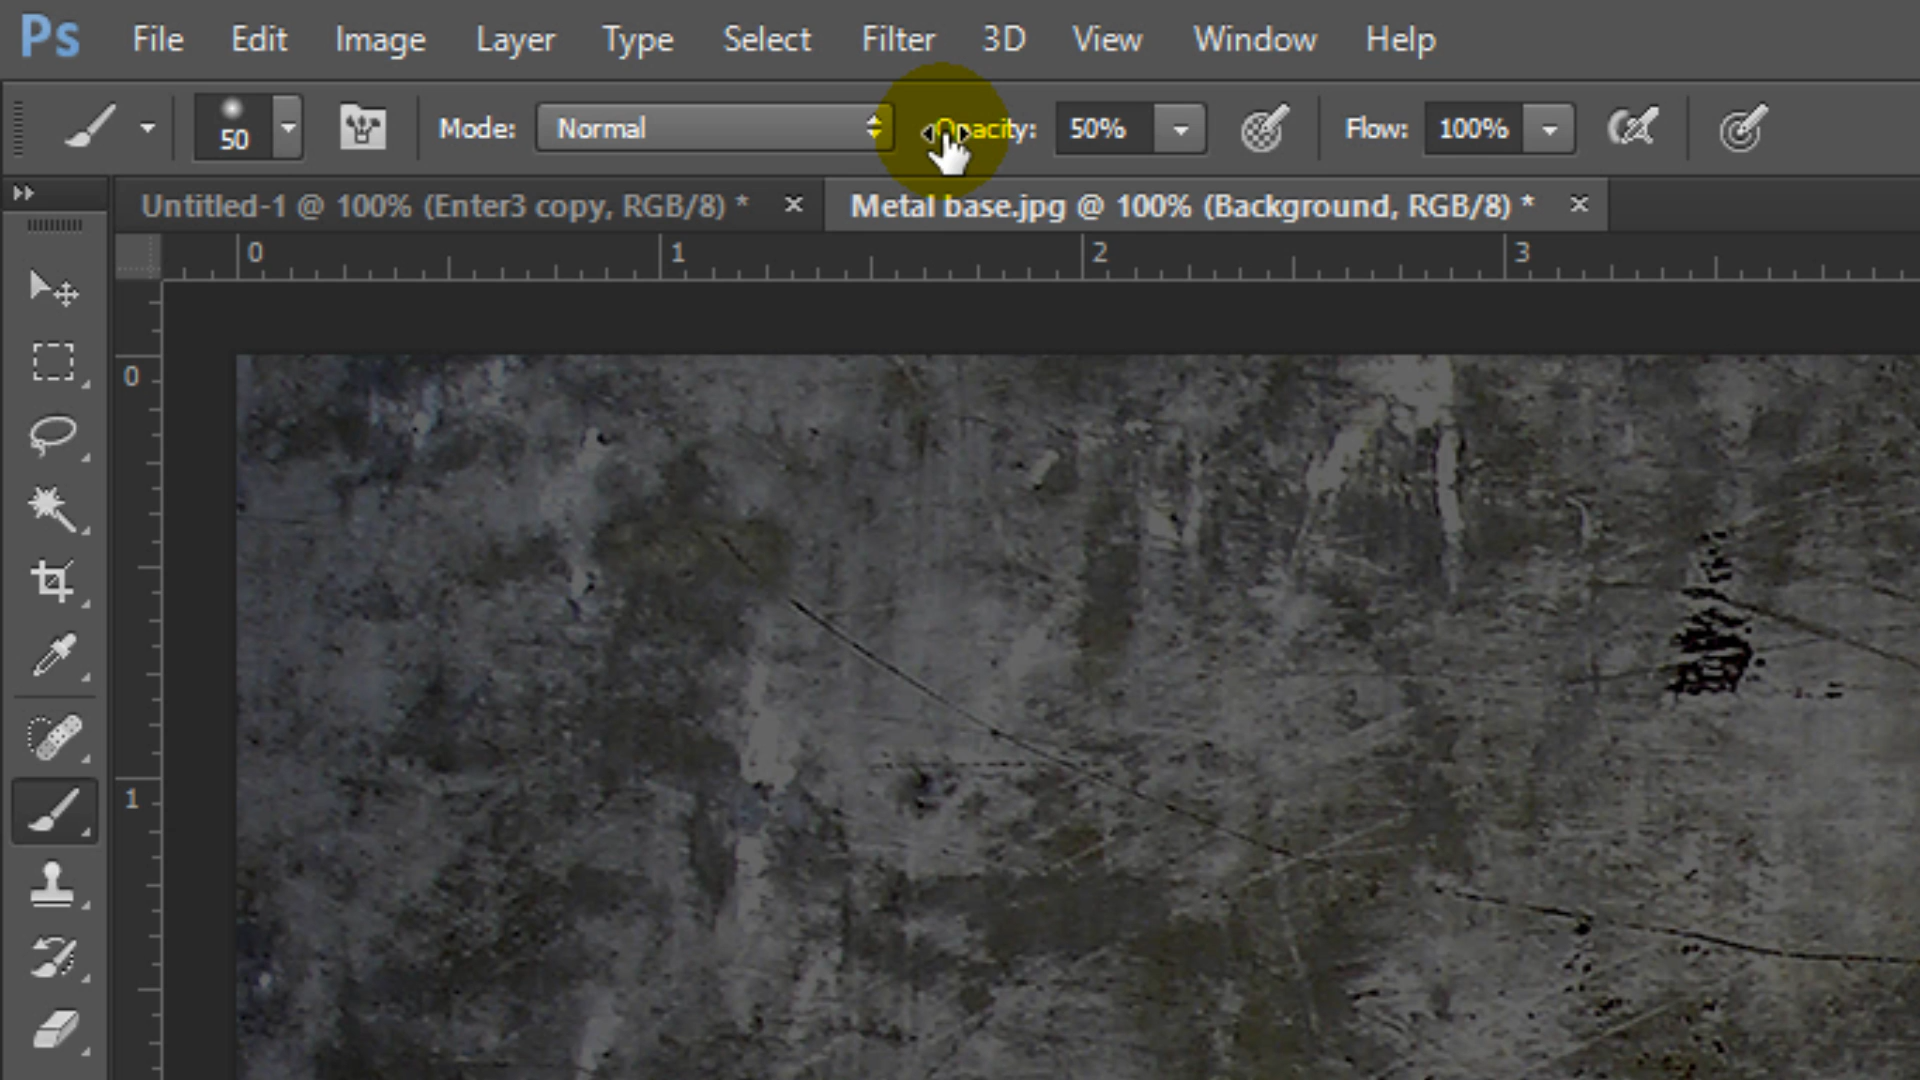 Ps File Edit Image Layer Type Select Filter 3D View Window Help
50 Mode: Normal Opacity: 50% Flow: 100%
Untitled-1 @ 100% (Enter3 copy, RGB/8) * Metal base.jpg @ 100% (Background, RGB/8) *
0 1 2 3
0
1